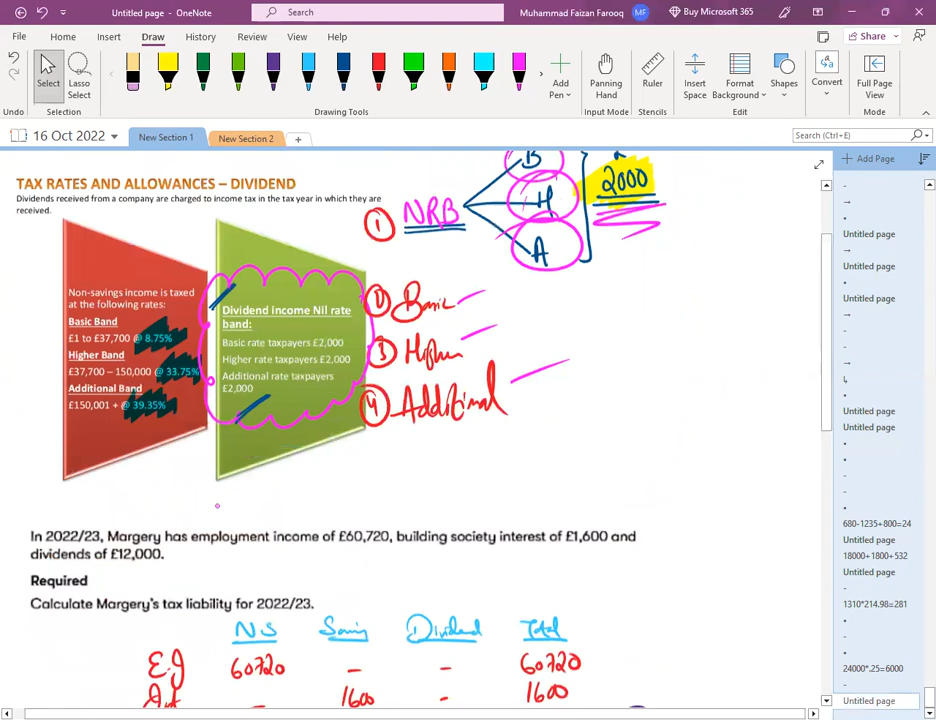 Untitled page - OneNote
Search
Muhammad Faizan Farooq
MF
Buy Microsoft 365
File
Home
Insert
Draw
History
Review
View
Help
Share
Select
Lasso Select
Add Pen
Panning Hand
Ruler
Insert Space
Format Background
Shapes
Convert
Full Page View
Undo
Selection
Drawing Tools
Input Mode
Stencils
Edit
Mode
16 Oct 2022
New Section 1
New Section 2
Search (Ctrl+E)
Add Page
TAX RATES AND ALLOWANCES – DIVIDEND
Dividends received from a company are charged to income tax in the tax year in which they are
received.
B
2000
① NRB
H
A
Non-savings income is taxed
at the following rates:
Basic Band
£1 to £37,700 @ 8.75%
Higher Band
£37,700 – 150,000 @ 33.75%
Additional Band
£150,001 + @ 39.35%
Dividend income Nil rate
band:
Basic rate taxpayers £2,000
Higher rate taxpayers £2,000
Additional rate taxpayers
£2,000
Basic
③ Higher
④ Additional
In 2022/23, Margery has employment income of £60,720, building society interest of £1,600 and
dividends of £12,000.
Required
Calculate Margery's tax liability for 2022/23.
NS Saving Dividend Total
E.I 60720 - - 60720
1600 - 1600
Untitled page
Untitled page
Untitled page
Untitled page
Untitled page
680-1235+800=24
Untitled page
18000+1800+532
Untitled page
1310*214.98=281
Untitled page
24000*.25=6000
Untitled page